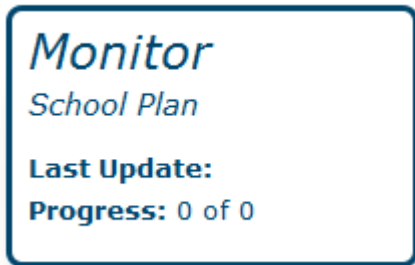 Monitor
School Plan
Last Update:
Progress: 0 of 0